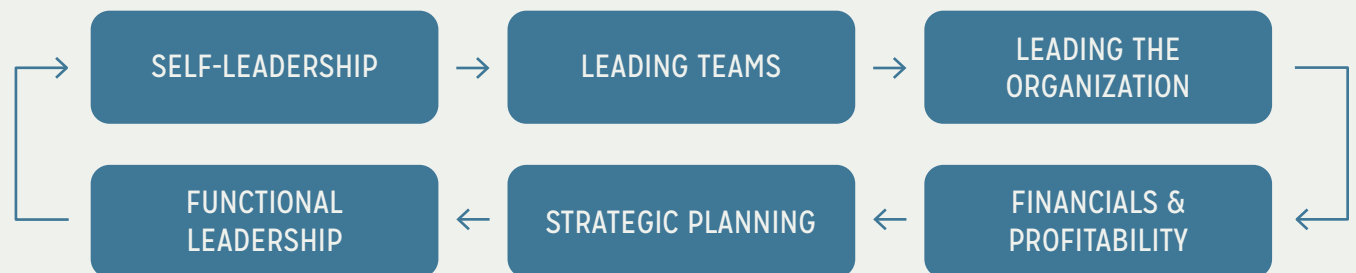 SELF-LEADERSHIP
LEADING TEAMS
LEADING THE
ORGANIZATION
FUNCTIONAL
LEADERSHIP
STRATEGIC PLANNING
FINANCIALS &
PROFITABILITY